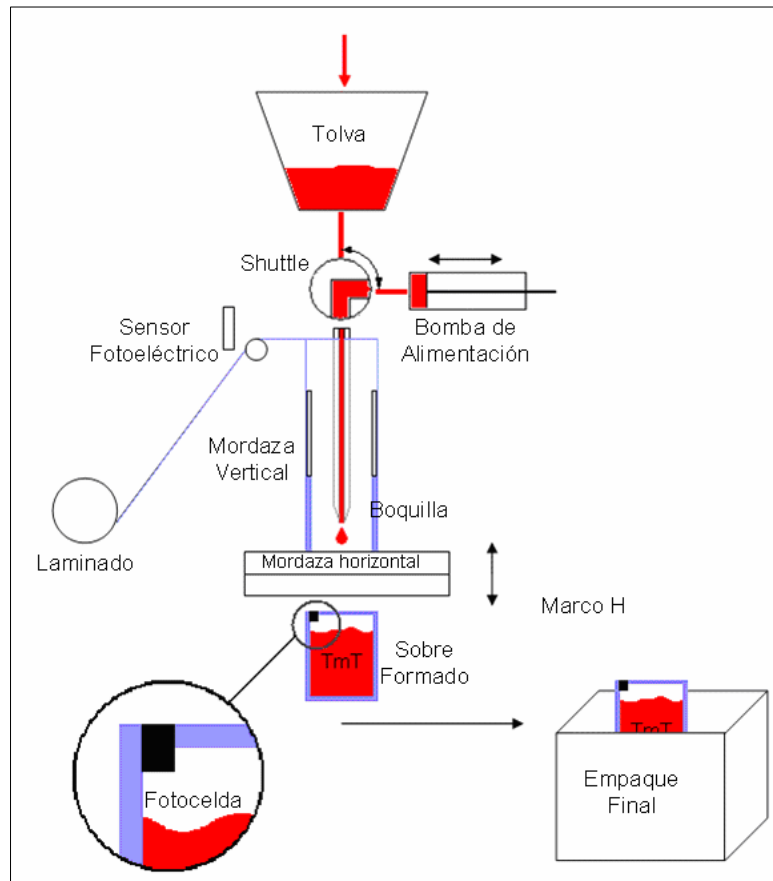 Tolva
Shuttle
Sensor
Fotoeléctrico
Bomba de
Alimentación
Mordaza
Vertical
Boquilla
Laminado
Mordaza horizontal
Marco H
Sobre
Formado
TmT
Fotocelda
TmT
Empaque
Final